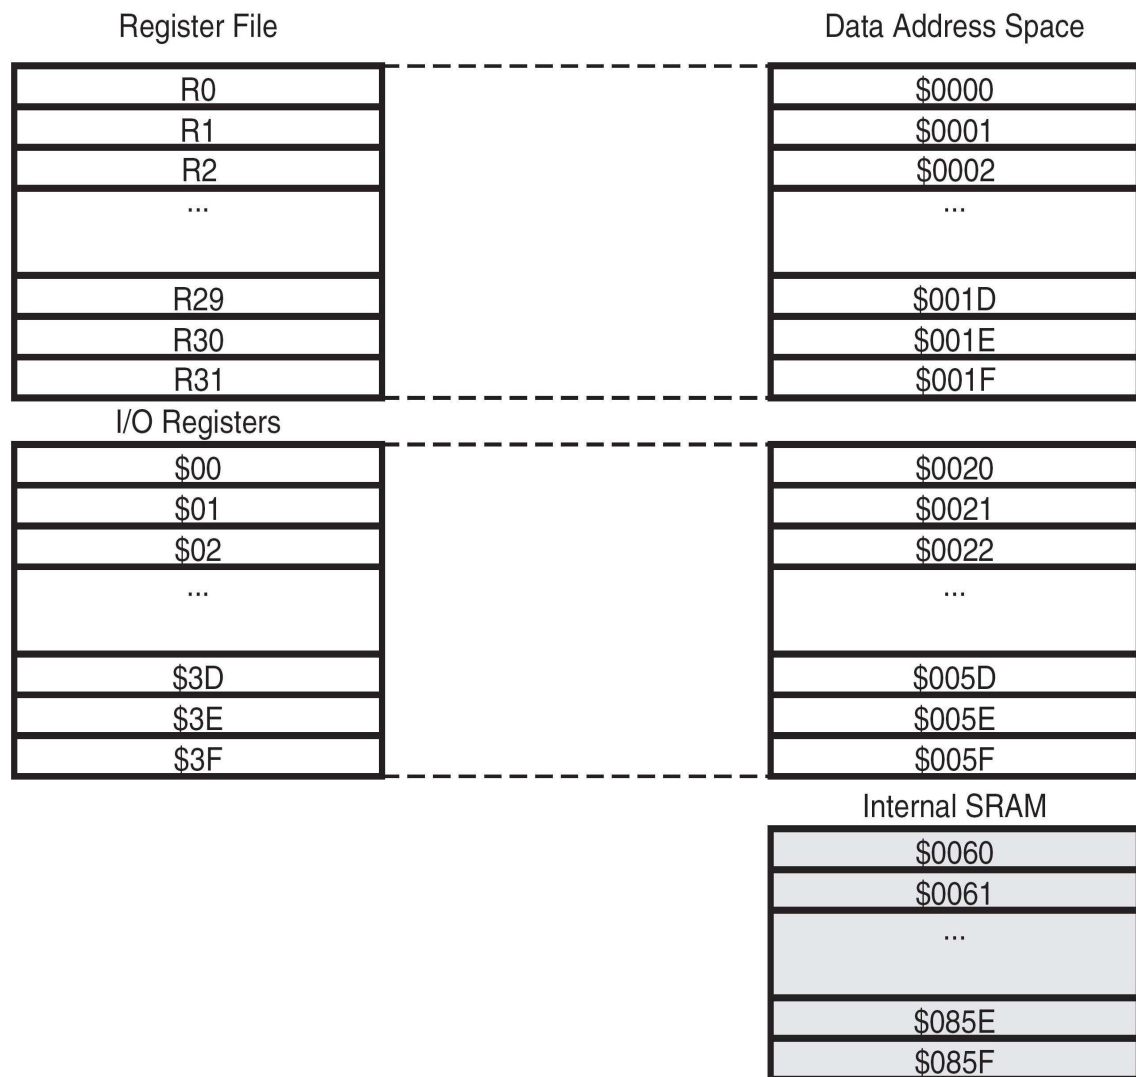 Register File
R0
R1
R2
...
R29
R30
R31
I/O Registers
$00
$01
$02
...
$3D
$3E
$3F
Data Address Space
$0000
$0001
$0002
...
$001D
$001E
$001F
$0020
$0021
$0022
...
$005D
$005E
$005F
Internal SRAM
$0060
$0061
...
$085E
$085F